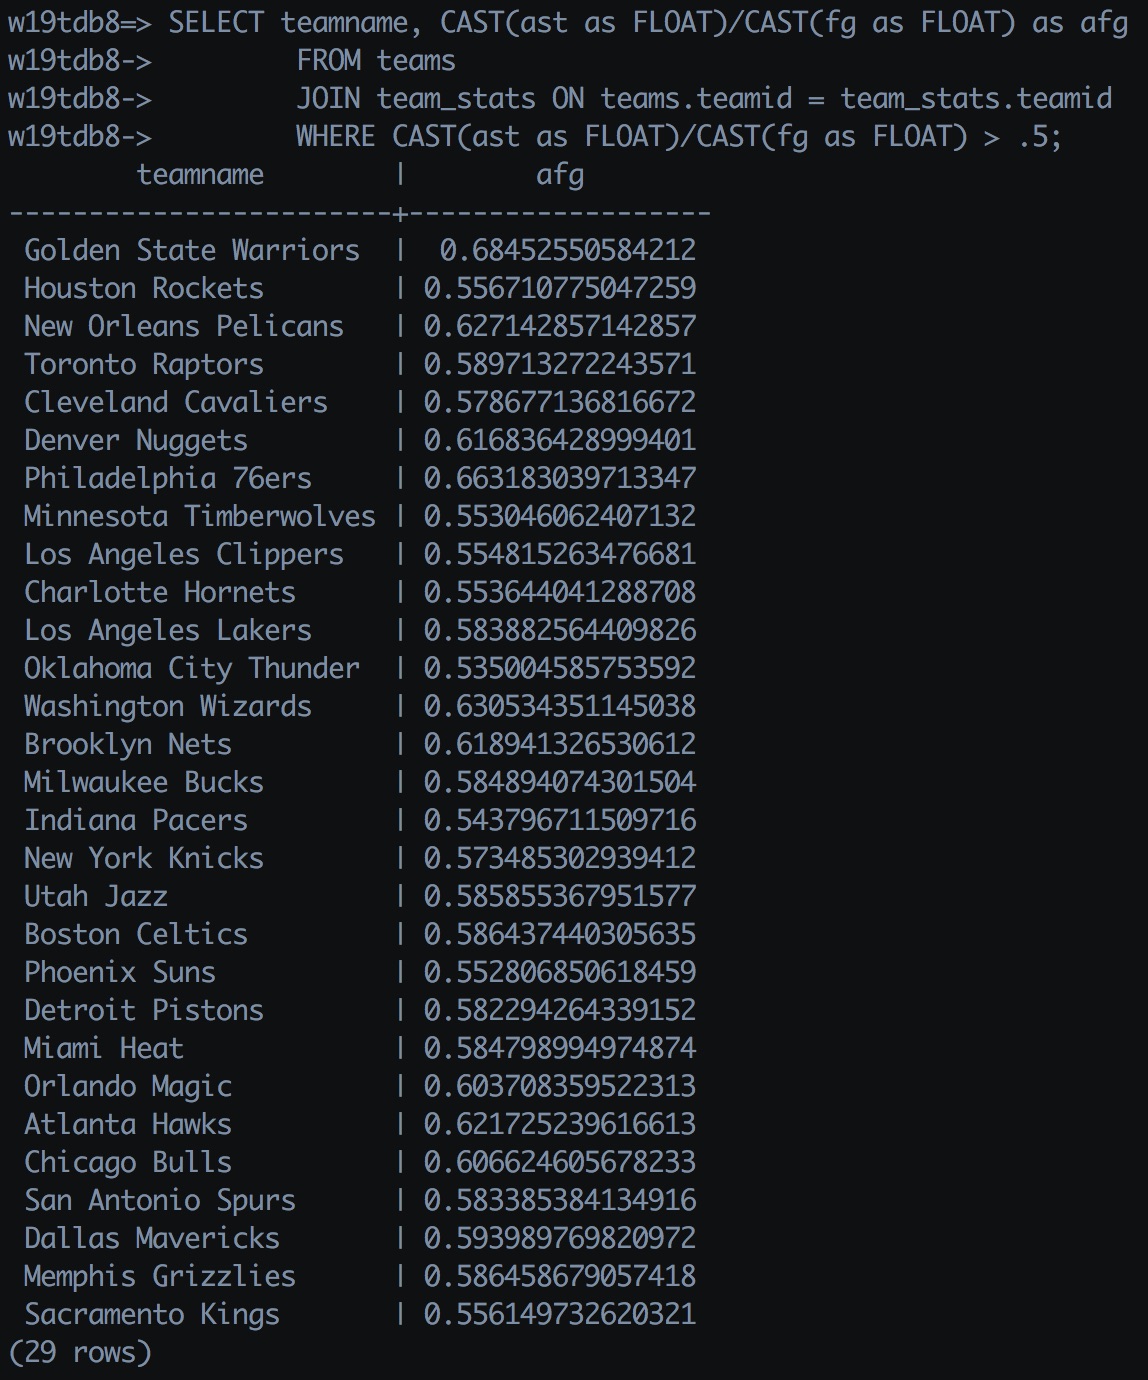 w19tdb8=> SELECT teamname, CAST(ast as FLOAT)/CAST(fg as FLOAT) as afg
w19tdb8->         FROM teams
w19tdb8->         JOIN team_stats ON teams.teamid = team_stats.teamid
w19tdb8->         WHERE CAST(ast as FLOAT)/CAST(fg as FLOAT) > .5;
        teamname        |        afg
------------------------+-------------------
 Golden State Warriors  |  0.68452550584212
 Houston Rockets        | 0.556710775047259
 New Orleans Pelicans   | 0.627142857142857
 Toronto Raptors        | 0.589713272243571
 Cleveland Cavaliers    | 0.578677136816672
 Denver Nuggets         | 0.616836428999401
 Philadelphia 76ers     | 0.663183039713347
 Minnesota Timberwolves | 0.553046062407132
 Los Angeles Clippers   | 0.554815263476681
 Charlotte Hornets      | 0.553644041288708
 Los Angeles Lakers     | 0.583882564409826
 Oklahoma City Thunder  | 0.535004585753592
 Washington Wizards     | 0.630534351145038
 Brooklyn Nets          | 0.618941326530612
 Milwaukee Bucks        | 0.584894074301504
 Indiana Pacers         | 0.543796711509716
 New York Knicks        | 0.573485302939412
 Utah Jazz              | 0.585855367951577
 Boston Celtics         | 0.586437440305635
 Phoenix Suns           | 0.552806850618459
 Detroit Pistons        | 0.582294264339152
 Miami Heat             | 0.584798994974874
 Orlando Magic          | 0.603708359522313
 Atlanta Hawks          | 0.621725239616613
 Chicago Bulls          | 0.606624605678233
 San Antonio Spurs      | 0.583385384134916
 Dallas Mavericks       | 0.593989769820972
 Memphis Grizzlies      | 0.586458679057418
 Sacramento Kings       | 0.556149732620321
(29 rows)